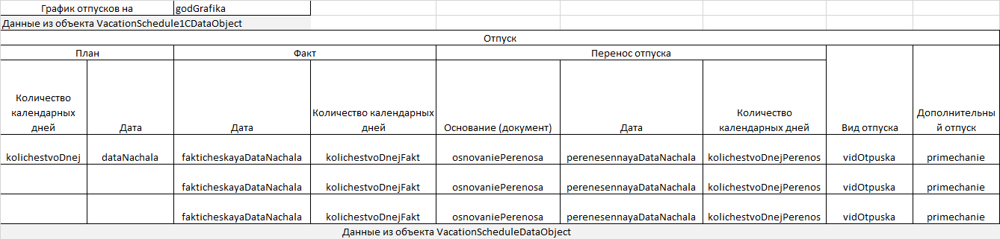 График отпусков на godGrafika
Данные из объекта VacationSchedule1CDataObject
Отпуск
План Факт Перенос отпуска
Количество календарных дней Дата Дата Количество календарных дней Основание (документ) Дата Количество календарных дней Вид отпуска Дополнительный отпуск
kolichestvoDnej dataNachala fakticheskayaDataNachala kolichestvoDnejFakt osnovaniePerenosa perenesennayaDataNachala kolichestvoDnejPerenos vidOtpuska primechanie
fakticheskayaDataNachala kolichestvoDnejFakt osnovaniePerenosa perenesennayaDataNachala kolichestvoDnejPerenos vidOtpuska primechanie
fakticheskayaDataNachala kolichestvoDnejFakt osnovaniePerenosa perenesennayaDataNachala kolichestvoDnejPerenos vidOtpuska primechanie
Данные из объекта VacationScheduleDataObject